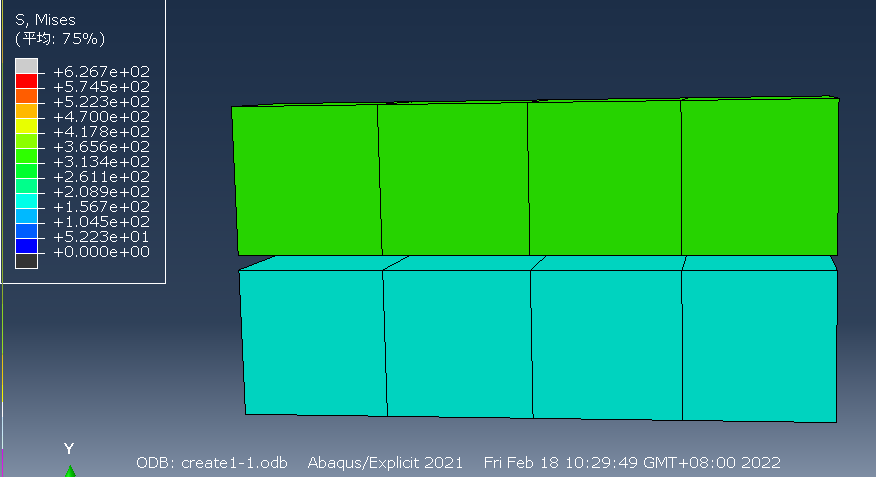 S, Mises
(平均: 75%)
+6.267e+02
+5.745e+02
+5.223e+02
+4.700e+02
+4.178e+02
+3.656e+02
+3.134e+02
+2.611e+02
+2.089e+02
+1.567e+02
+1.045e+02
+5.223e+01
+0.000e+00
Y
ODB: create1-1.odb Abaqus/Explicit 2021 Fri Feb 18 10:29:49 GMT+08:00 2022